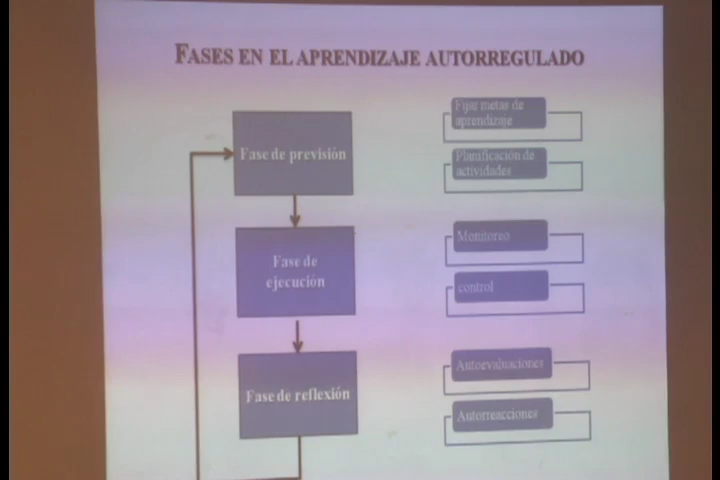 FASES EN EL APRENDIZAJE AUTORREGULADO
Fase de previsión
Fijar metas de
aprendizaje
Planificación de
actividades
Fase de
ejecución
Monitoreo
control
Fase de reflexión
Autoevaluaciones
Autorreacciones